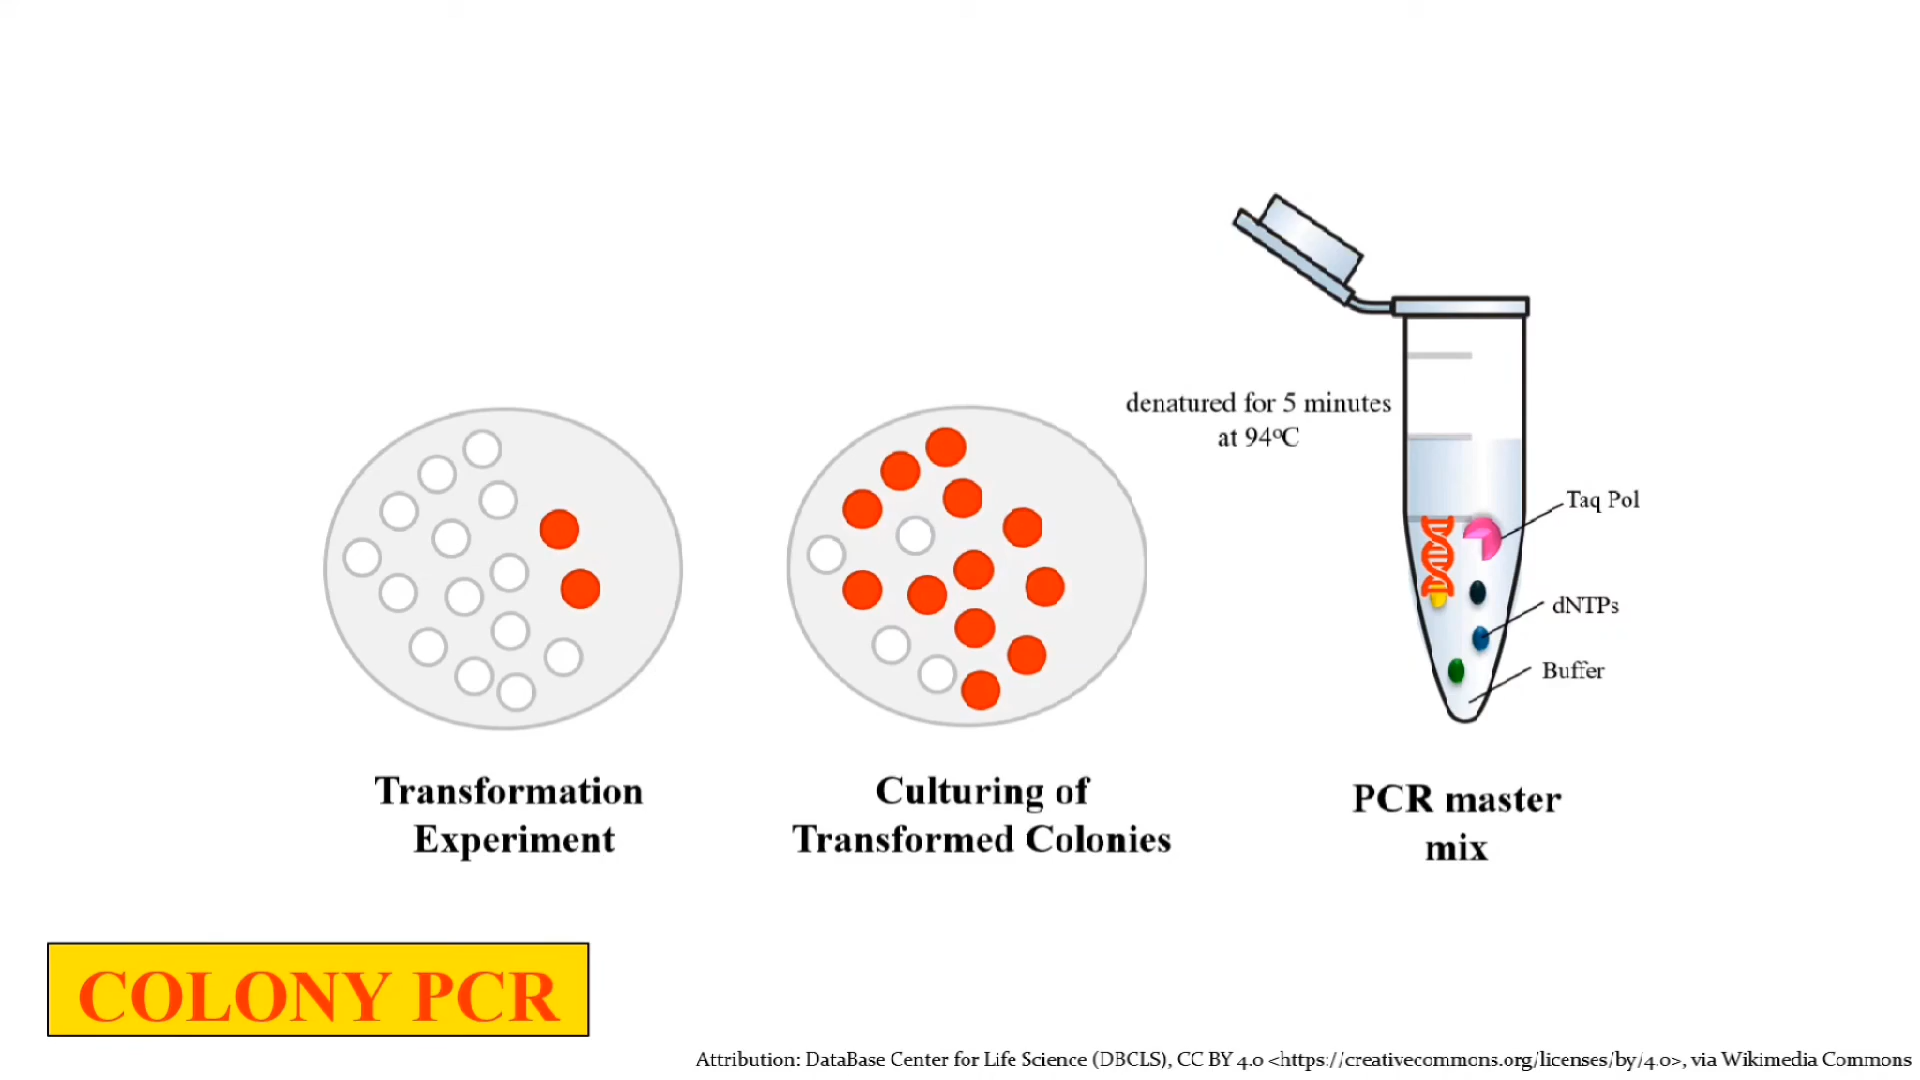 denatured for 5 minutes
at 94ºC
Taq Pol
dNTPs
Buffer
Transformation
Experiment
Culturing of
Transformed Colonies
PCR master
mix
COLONY PCR
Attribution: DataBase Center for Life Science (DBCLS), CC BY 4.0 <https://creativecommons.org/licenses/by/4.0>, via Wikimedia Commons